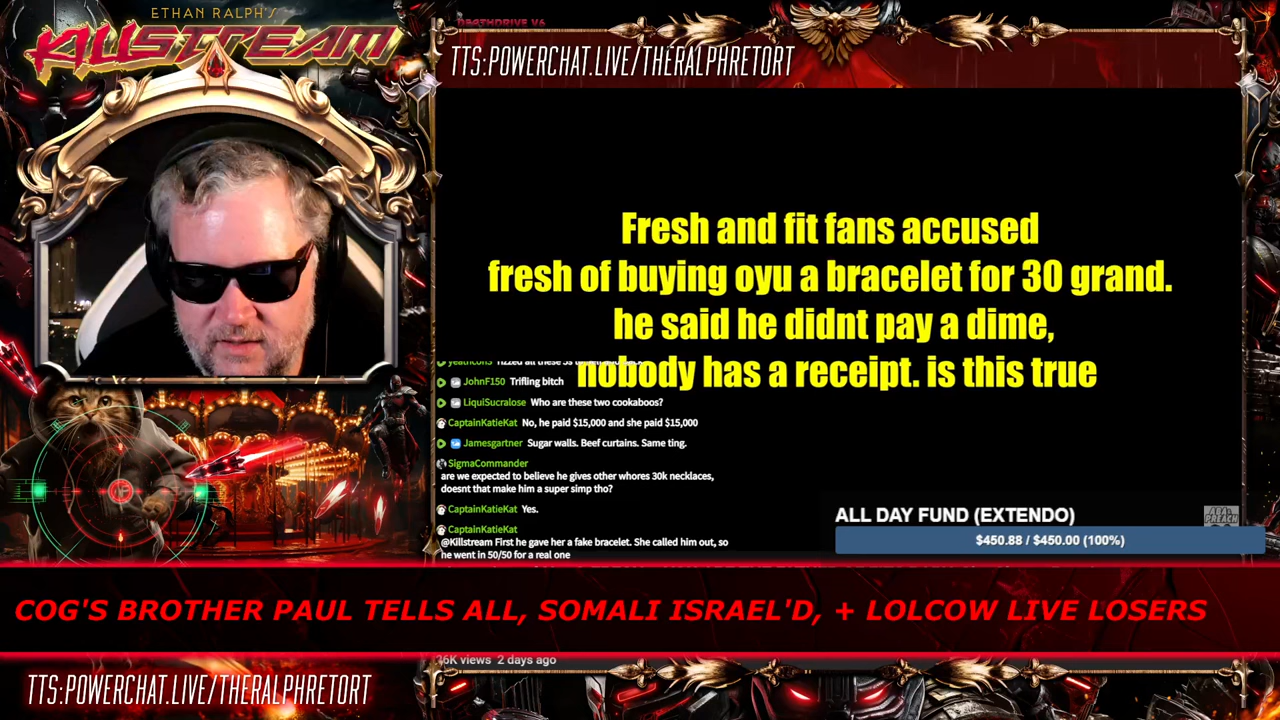 ETHAN RALPH'S
KILLSTREAM
TTS:POWERCHAT.LIVE/THERALPHRETORT
Fresh and fit fans accused
fresh of buying oyu a bracelet for 30 grand.
he said he didnt pay a dime,
nobody has a receipt. is this true
JohnF150 Trifling bitch
LiquiSucralose Who are these two cookaboos?
CaptainKatieKat No, he paid $15,000 and she paid $15,000
Jamesgartner Sugar walls. Beef curtains. Same ting.
SigmaCommander
are we expected to believe he gives other whores 30k necklaces,
doesnt that make him a super simp tho?
CaptainKatieKat Yes.
CaptainKatieKat
@Killstream First he gave her a fake bracelet. She called him out, so
he went in 50/50 for a real one
ALL DAY FUND (EXTENDO)
ABA&
PREACH
$450.88 / $450.00 (100%)
COG'S BROTHER PAUL TELLS ALL, SOMALI ISRAEL'D, + LOLCOW LIVE LOSERS
36K views 2 days ago
TTS:POWERCHAT.LIVE/THERALPHRETORT